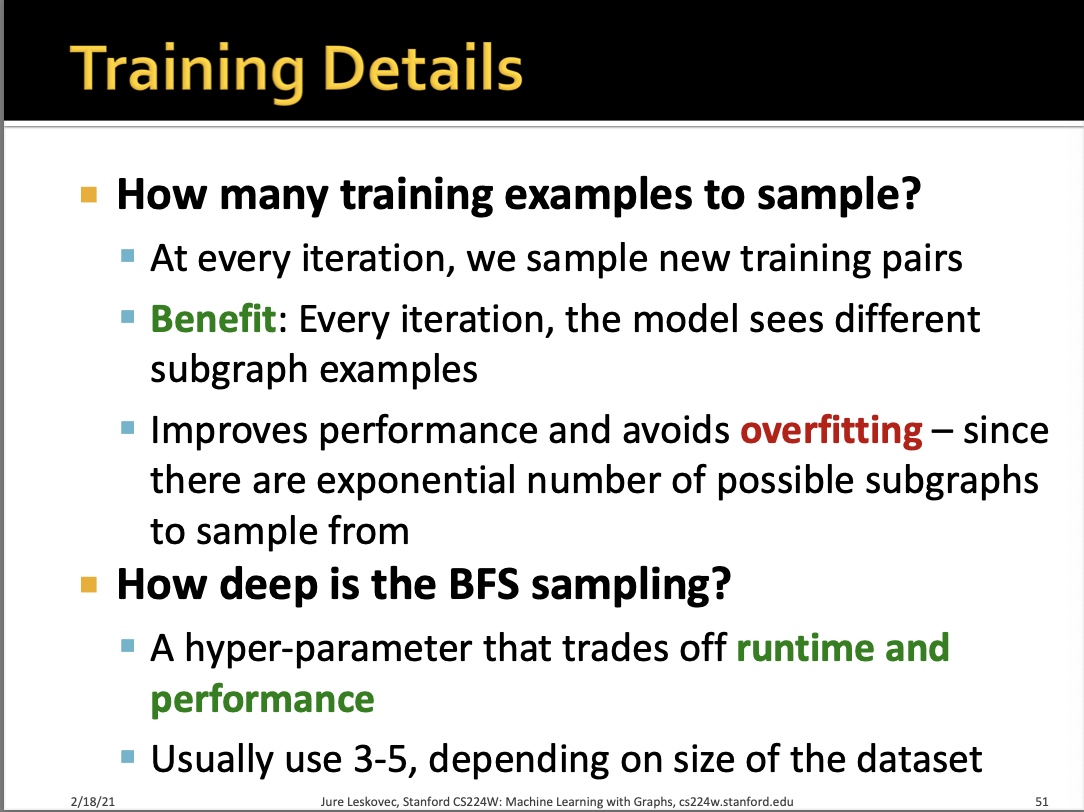 Training Details
How many training examples to sample?
At every iteration, we sample new training pairs
Benefit: Every iteration, the model sees different
subgraph examples
Improves performance and avoids overfitting – since
there are exponential number of possible subgraphs
to sample from
How deep is the BFS sampling?
A hyper-parameter that trades off runtime and
performance
Usually use 3-5, depending on size of the dataset
2/18/21 Jure Leskovec, Stanford CS224W: Machine Learning with Graphs, cs224w.stanford.edu 51